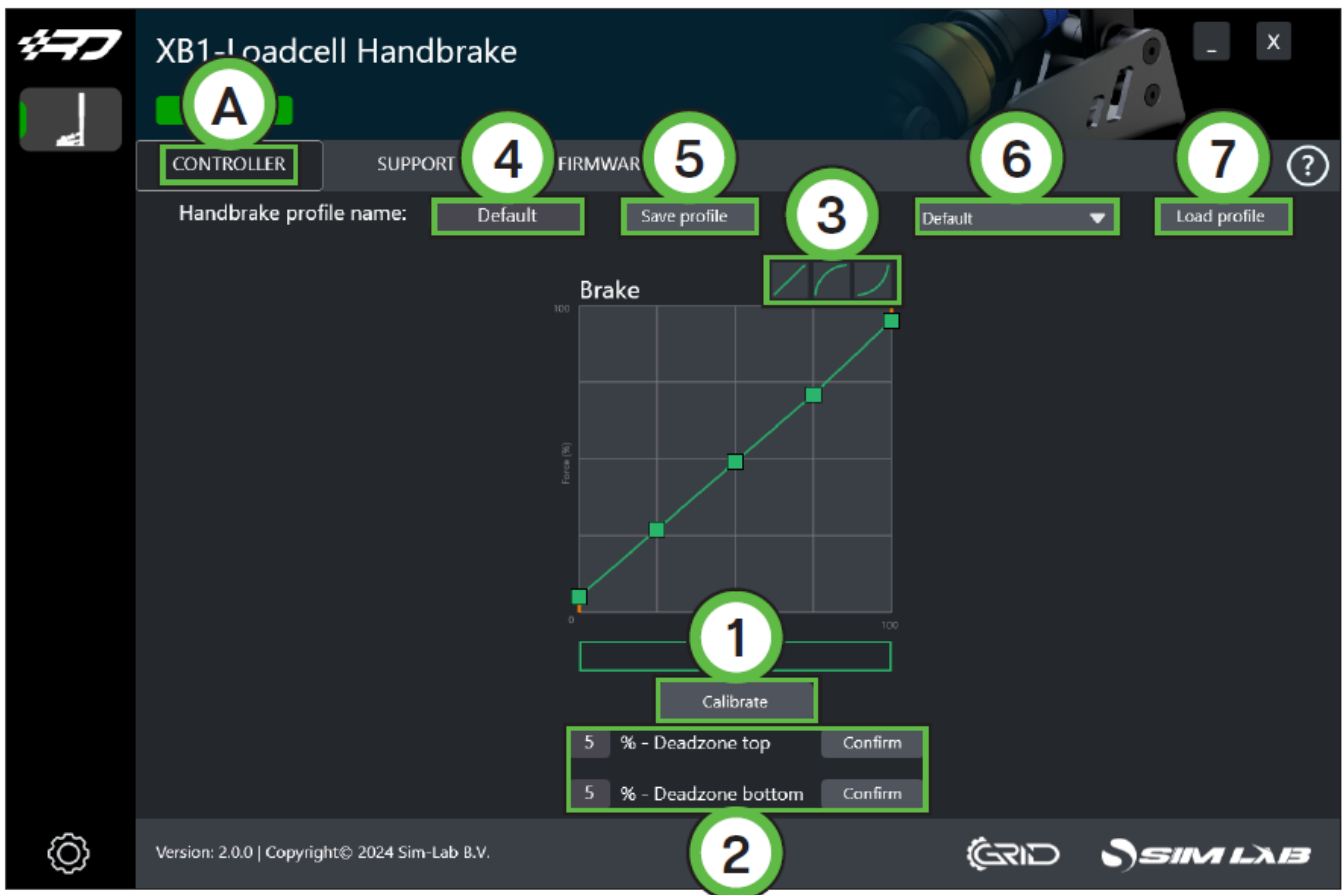 XB1-Loadcell Handbrake
_ X
A
CONTROLLER SUPPORT 4 FIRMWAR 5 6 7 ?
Handbrake profile name: Default Save profile 3 Default Load profile
Brake
100
Force (%)
0 100
1
Calibrate
5 % - Deadzone top Confirm
5 % - Deadzone bottom Confirm
2
Version: 2.0.0 | Copyright© 2024 Sim-Lab B.V. GRID SIM LAB